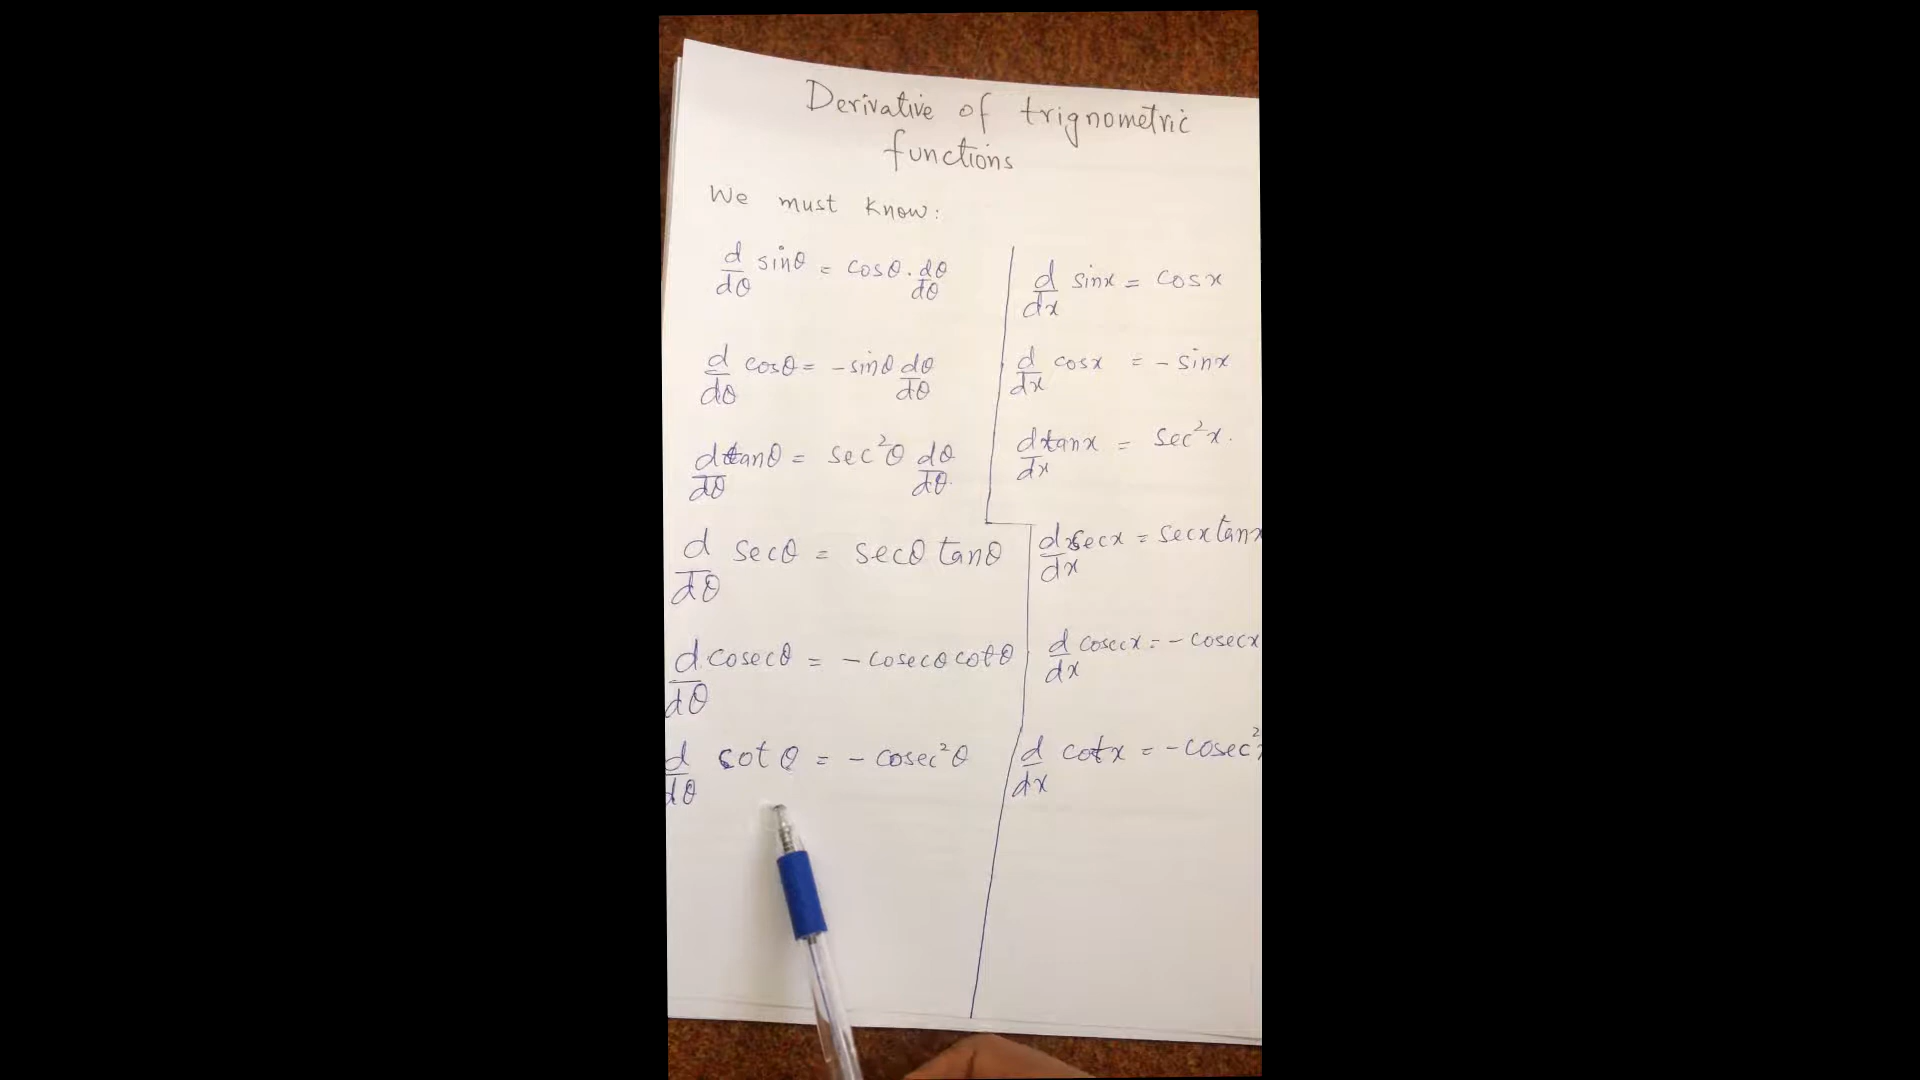 Derivative of trignometric
functions
We must know:
d/dθ sinθ = cosθ. dθ/dθ
d/dx sinx = cosx
d/dθ cosθ = -sinθ dθ/dθ
d/dx cosx = - sinx
d/dθ tanθ = sec²θ dθ/dθ
d/dx tanx = sec²x.
d/dθ secθ = secθ tanθ
d/dx secx = secx tanx
d/dθ cosecθ = - cosecθ cotθ
d/dx cosecx = - cosecx
d/dθ cot θ = - cosec²θ
d/dx cotx = - cosec²